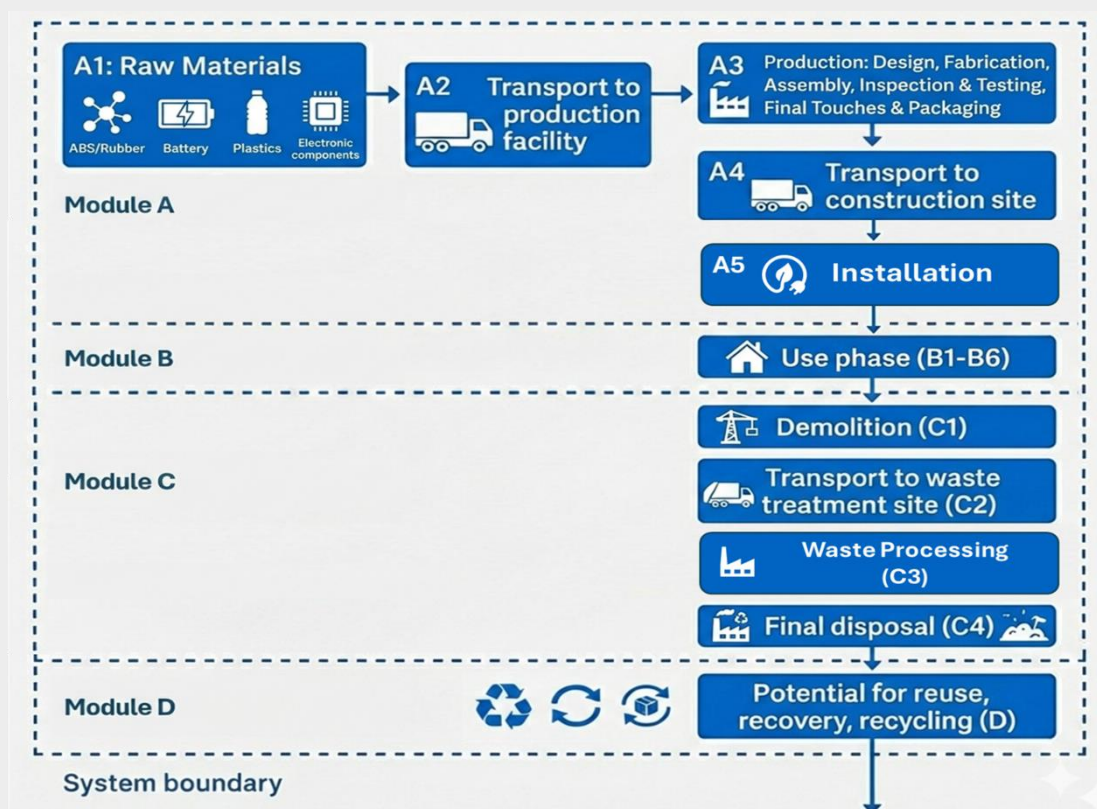 A1: Raw Materials
ABS/Rubber
Battery
Plastics
Electronic
components
A2
Transport to
production
facility
A3
Production: Design, Fabrication,
Assembly, Inspection & Testing,
Final Touches & Packaging
A4
Transport to
construction site
Module A
A5
Installation
Module B
Use phase (B1-B6)
Demolition (C1)
Module C
Transport to waste
treatment site (C2)
Waste Processing
(C3)
Final disposal (C4)
Module D
Potential for reuse,
recovery, recycling (D)
System boundary